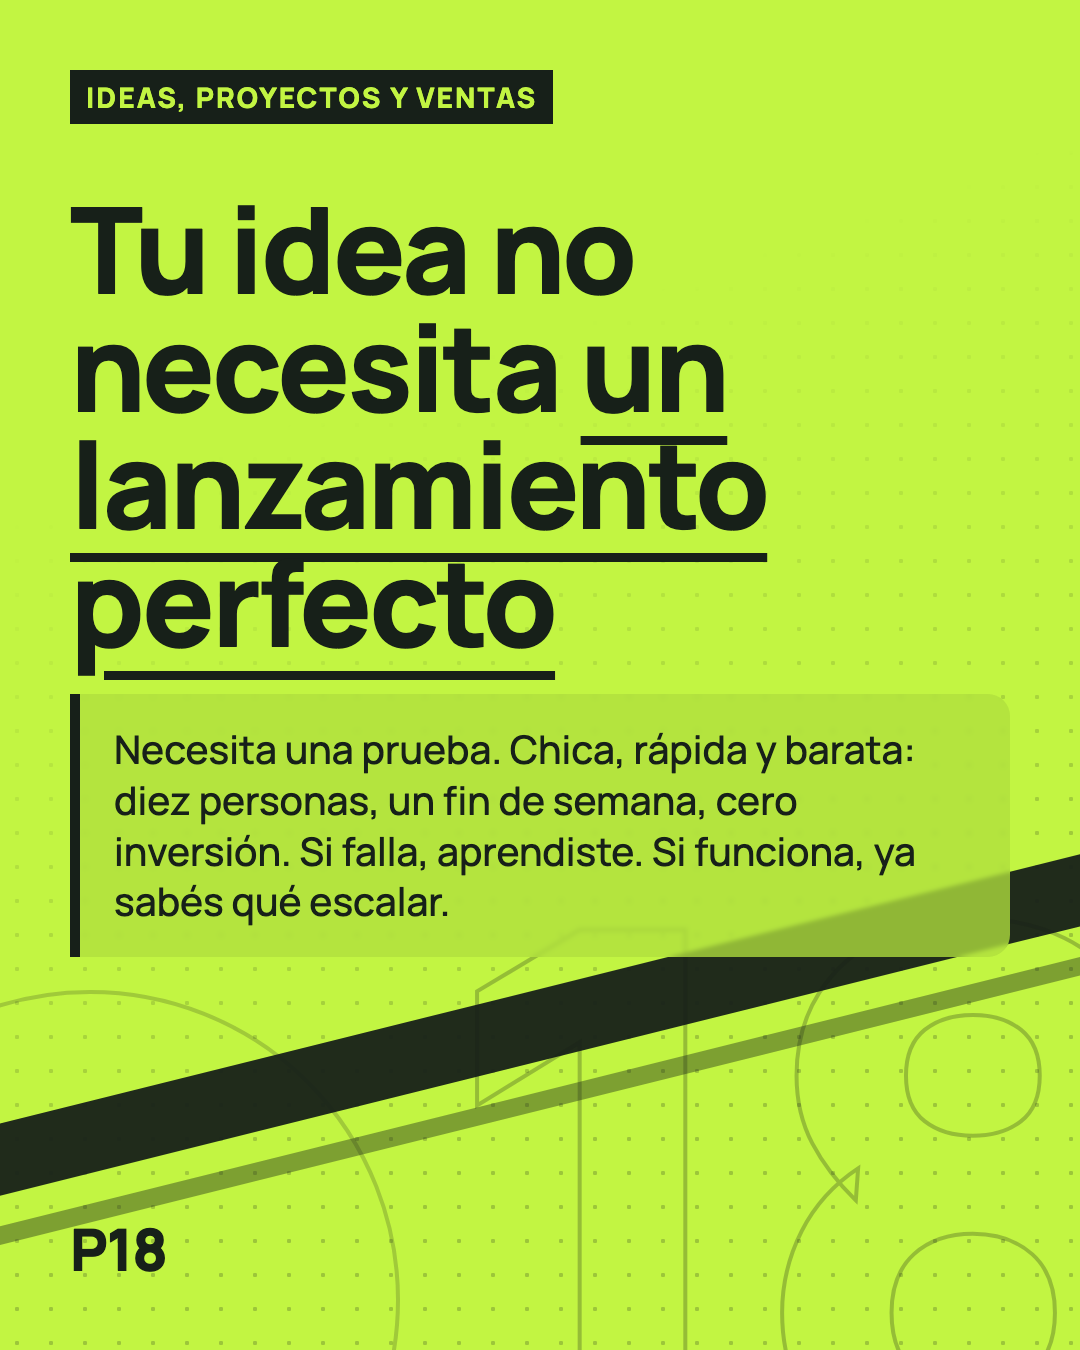 IDEAS, PROYECTOS Y VENTAS
Tu idea no
necesita un
lanzamiento
perfecto
Necesita una prueba. Chica, rápida y barata:
diez personas, un fin de semana, cero
inversión. Si falla, aprendiste. Si funciona, ya
sabés qué escalar.
P18